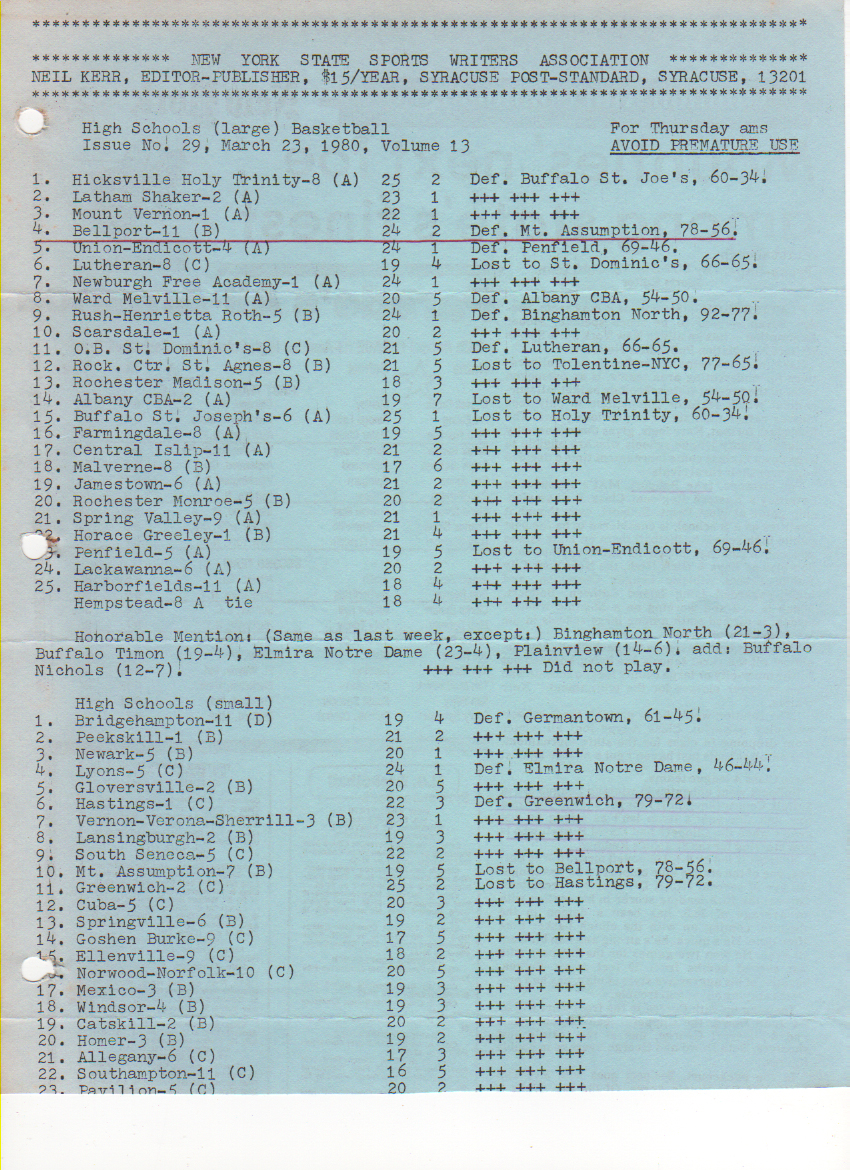 ******************************************************************************
************** NEW YORK STATE SPORTS WRITERS ASSOCIATION **************
NEIL KERR, EDITOR-PUBLISHER, $15/YEAR, SYRACUSE POST-STANDARD, SYRACUSE, 13201
******************************************************************************
High Schools (large) Basketball For Thursday ams
Issue No. 29, March 23, 1980, Volume 13 AVOID PREMATURE USE
1. Hicksville Holy Trinity-8 (A) 25 2 Def. Buffalo St. Joe's, 60-34.
2. Latham Shaker-2 (A) 23 1 +++ +++ +++
3. Mount Vernon-1 (A) 22 1 +++ +++ +++
4. Bellport-11 (B) 24 2 Def. Mt. Assumption, 78-56.
5. Union-Endicott-4 (A) 24 1 Def. Penfield, 69-46.
6. Lutheran-8 (C) 19 4 Lost to St. Dominic's, 66-65.
7. Newburgh Free Academy-1 (A) 24 1 +++ +++ +++
8. Ward Melville-11 (A) 20 5 Def. Albany CBA, 54-50.
9. Rush-Henrietta Roth-5 (B) 24 1 Def. Binghamton North, 92-77.
10. Scarsdale-1 (A) 20 2 +++ +++ +++
11. O.B. St. Dominic's-8 (C) 21 5 Def. Lutheran, 66-65.
12. Rock. Ctr. St. Agnes-8 (B) 21 5 Lost to Tolentine-NYC, 77-65.
13. Rochester Madison-5 (B) 18 3 +++ +++ +++
14. Albany CBA-2 (A) 19 7 Lost to Ward Melville, 54-50.
15. Buffalo St. Joseph's-6 (A) 25 1 Lost to Holy Trinity, 60-34.
16. Farmingdale-8 (A) 19 5 +++ +++ +++
17. Central Islip-11 (A) 21 2 +++ +++ +++
18. Malverne-8 (B) 17 6 +++ +++ +++
19. Jamestown-6 (A) 21 2 +++ +++ +++
20. Rochester Monroe-5 (B) 20 2 +++ +++ +++
21. Spring Valley-9 (A) 21 1 +++ +++ +++
22. Horace Greeley-1 (B) 21 4 +++ +++ +++
3. Penfield-5 (A) 19 5 Lost to Union-Endicott, 69-46.
24. Lackawanna-6 (A) 20 2 +++ +++ +++
25. Harborfields-11 (A) 18 4 +++ +++ +++
Hempstead-8 A tie 18 4 +++ +++ +++
Honorable Mention: (Same as last week, except:) Binghamton North (21-3),
Buffalo Timon (19-4), Elmira Notre Dame (23-4), Plainview (14-6). add: Buffalo
Nichols (12-7). +++ +++ +++ Did not play.
High Schools (small)
1. Bridgehampton-11 (D) 19 4 Def. Germantown, 61-45.
2. Peekskill-1 (B) 21 2 +++ +++ +++
3. Newark-5 (B) 20 1 +++ +++ +++
4. Lyons-5 (C) 24 1 Def. Elmira Notre Dame, 46-44.
5. Gloversville-2 (B) 20 5 +++ +++ +++
6. Hastings-1 (C) 22 3 Def. Greenwich, 79-72.
7. Vernon-Verona-Sherrill-3 (B) 23 1 +++ +++ +++
8. Lansingburgh-2 (B) 19 3 +++ +++ +++
9. South Seneca-5 (C) 22 2 +++ +++ +++
10. Mt. Assumption-7 (B) 19 5 Lost to Bellport, 78-56.
11. Greenwich-2 (C) 25 2 Lost to Hastings, 79-72.
12. Cuba-5 (C) 20 3 +++ +++ +++
13. Springville-6 (B) 19 2 +++ +++ +++
14. Goshen Burke-9 (C) 17 5 +++ +++ +++
15. Ellenville-9 (C) 18 2 +++ +++ +++
Norwood-Norfolk-10 (C) 20 5 +++ +++ +++
17. Mexico-3 (B) 19 3 +++ +++ +++
18. Windsor-4 (B) 19 3 +++ +++ +++
19. Catskill-2 (B) 20 2 +++ +++ +++
20. Homer-3 (B) 19 2 +++ +++ +++
21. Allegany-6 (C) 17 3 +++ +++ +++
22. Southampton-11 (C) 16 5 +++ +++ +++
23. Pavilion-5 (C) 20 2 +++ +++ +++